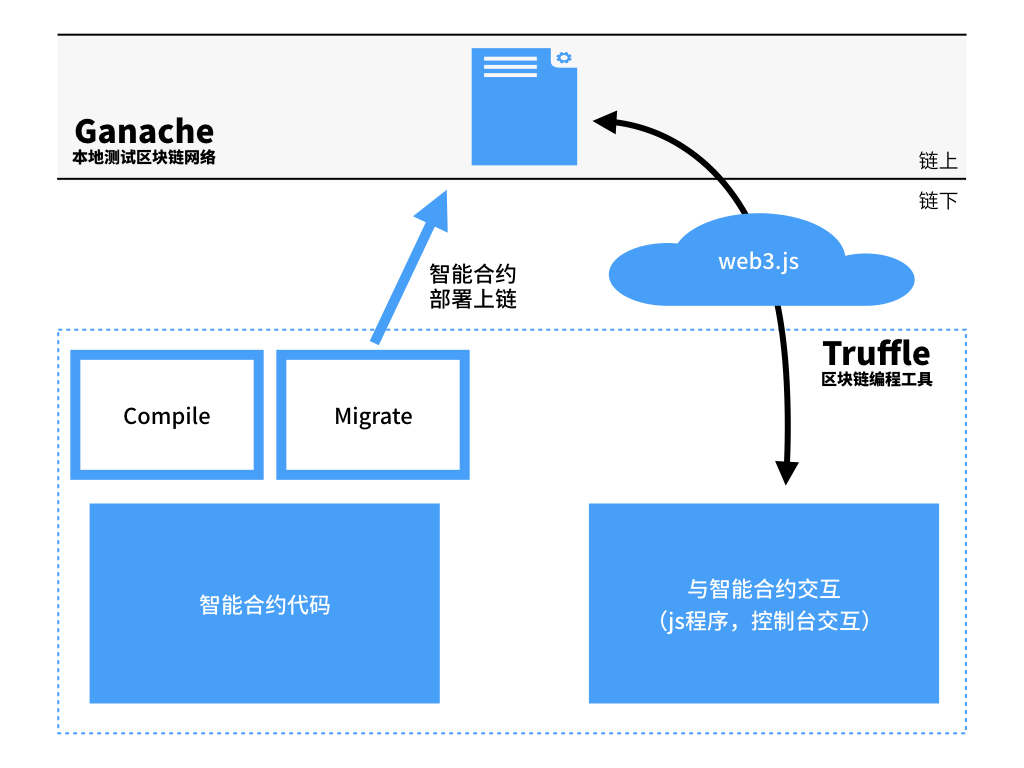 Ganache
本地测试区块链网络
链上
链下
web3.js
智能合约
部署上链
Truffle
区块链编程工具
Compile
Migrate
智能合约代码
与智能合约交互
（js程序，控制台交互）